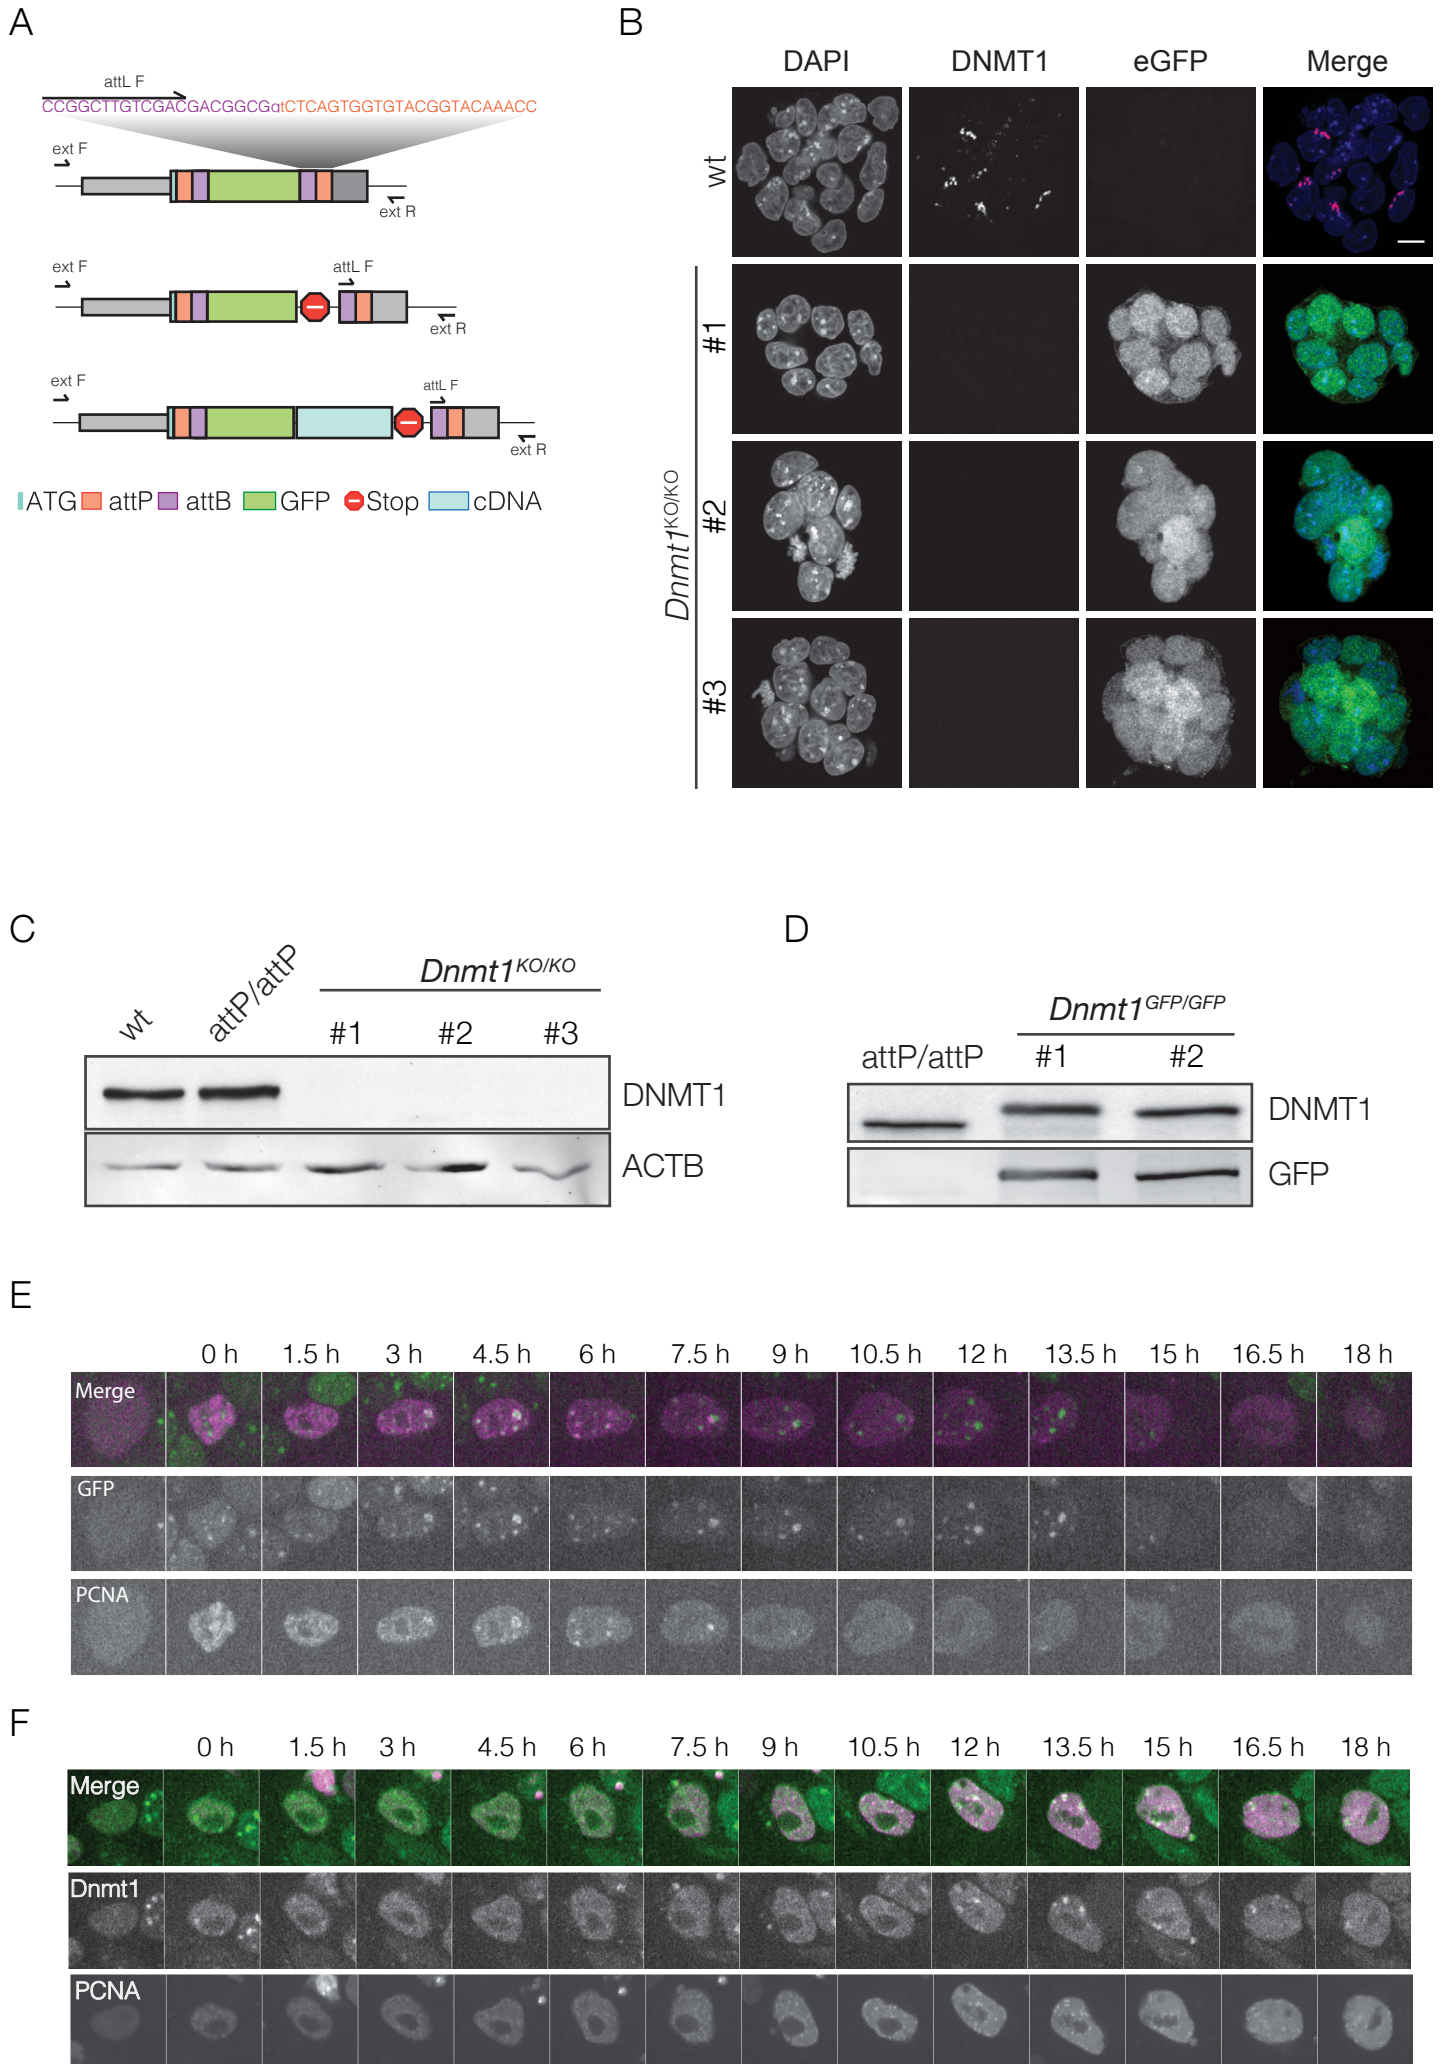 A
attL F
CCGGCTTGTCGACGACGGCGgtCTCAGTGGTGTACGGTACAAACC
ext F
ext R
ext F
attL F
ext R
ext F
attL F
ext R
ATG attP attB GFP Stop cDNA
B
DAPI DNMT1 eGFP Merge
wt
#1
#2
#3
Dnmt1KO/KO
C
wt attP/attP Dnmt1KO/KO
#1 #2 #3
DNMT1
ACTB
D
Dnmt1GFP/GFP
attP/attP #1 #2
DNMT1
GFP
E
0 h 1.5 h 3 h 4.5 h 6 h 7.5 h 9 h 10.5 h 12 h 13.5 h 15 h 16.5 h 18 h
Merge
GFP
PCNA
F
0 h 1.5 h 3 h 4.5 h 6 h 7.5 h 9 h 10.5 h 12 h 13.5 h 15 h 16.5 h 18 h
Merge
Dnmt1
PCNA